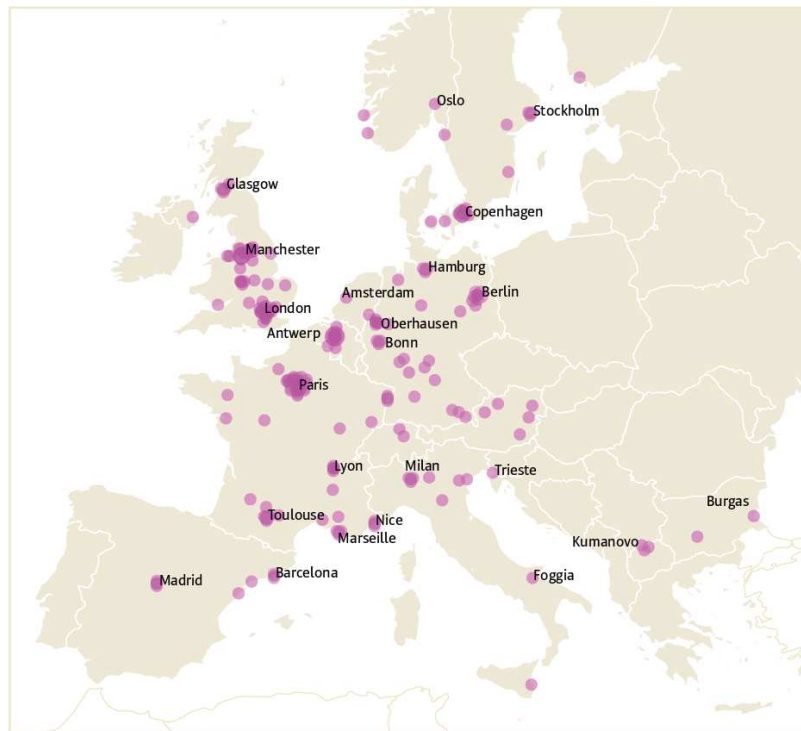 Oslo
Stockholm
Glasgow
Copenhagen
Manchester
Hamburg
Amsterdam
Berlin
London
Oberhausen
Antwerp
Bonn
Paris
Lyon
Milan
Trieste
Burgas
Toulouse
Nice
Marseille
Kumanovo
Madrid
Barcelona
Foggia